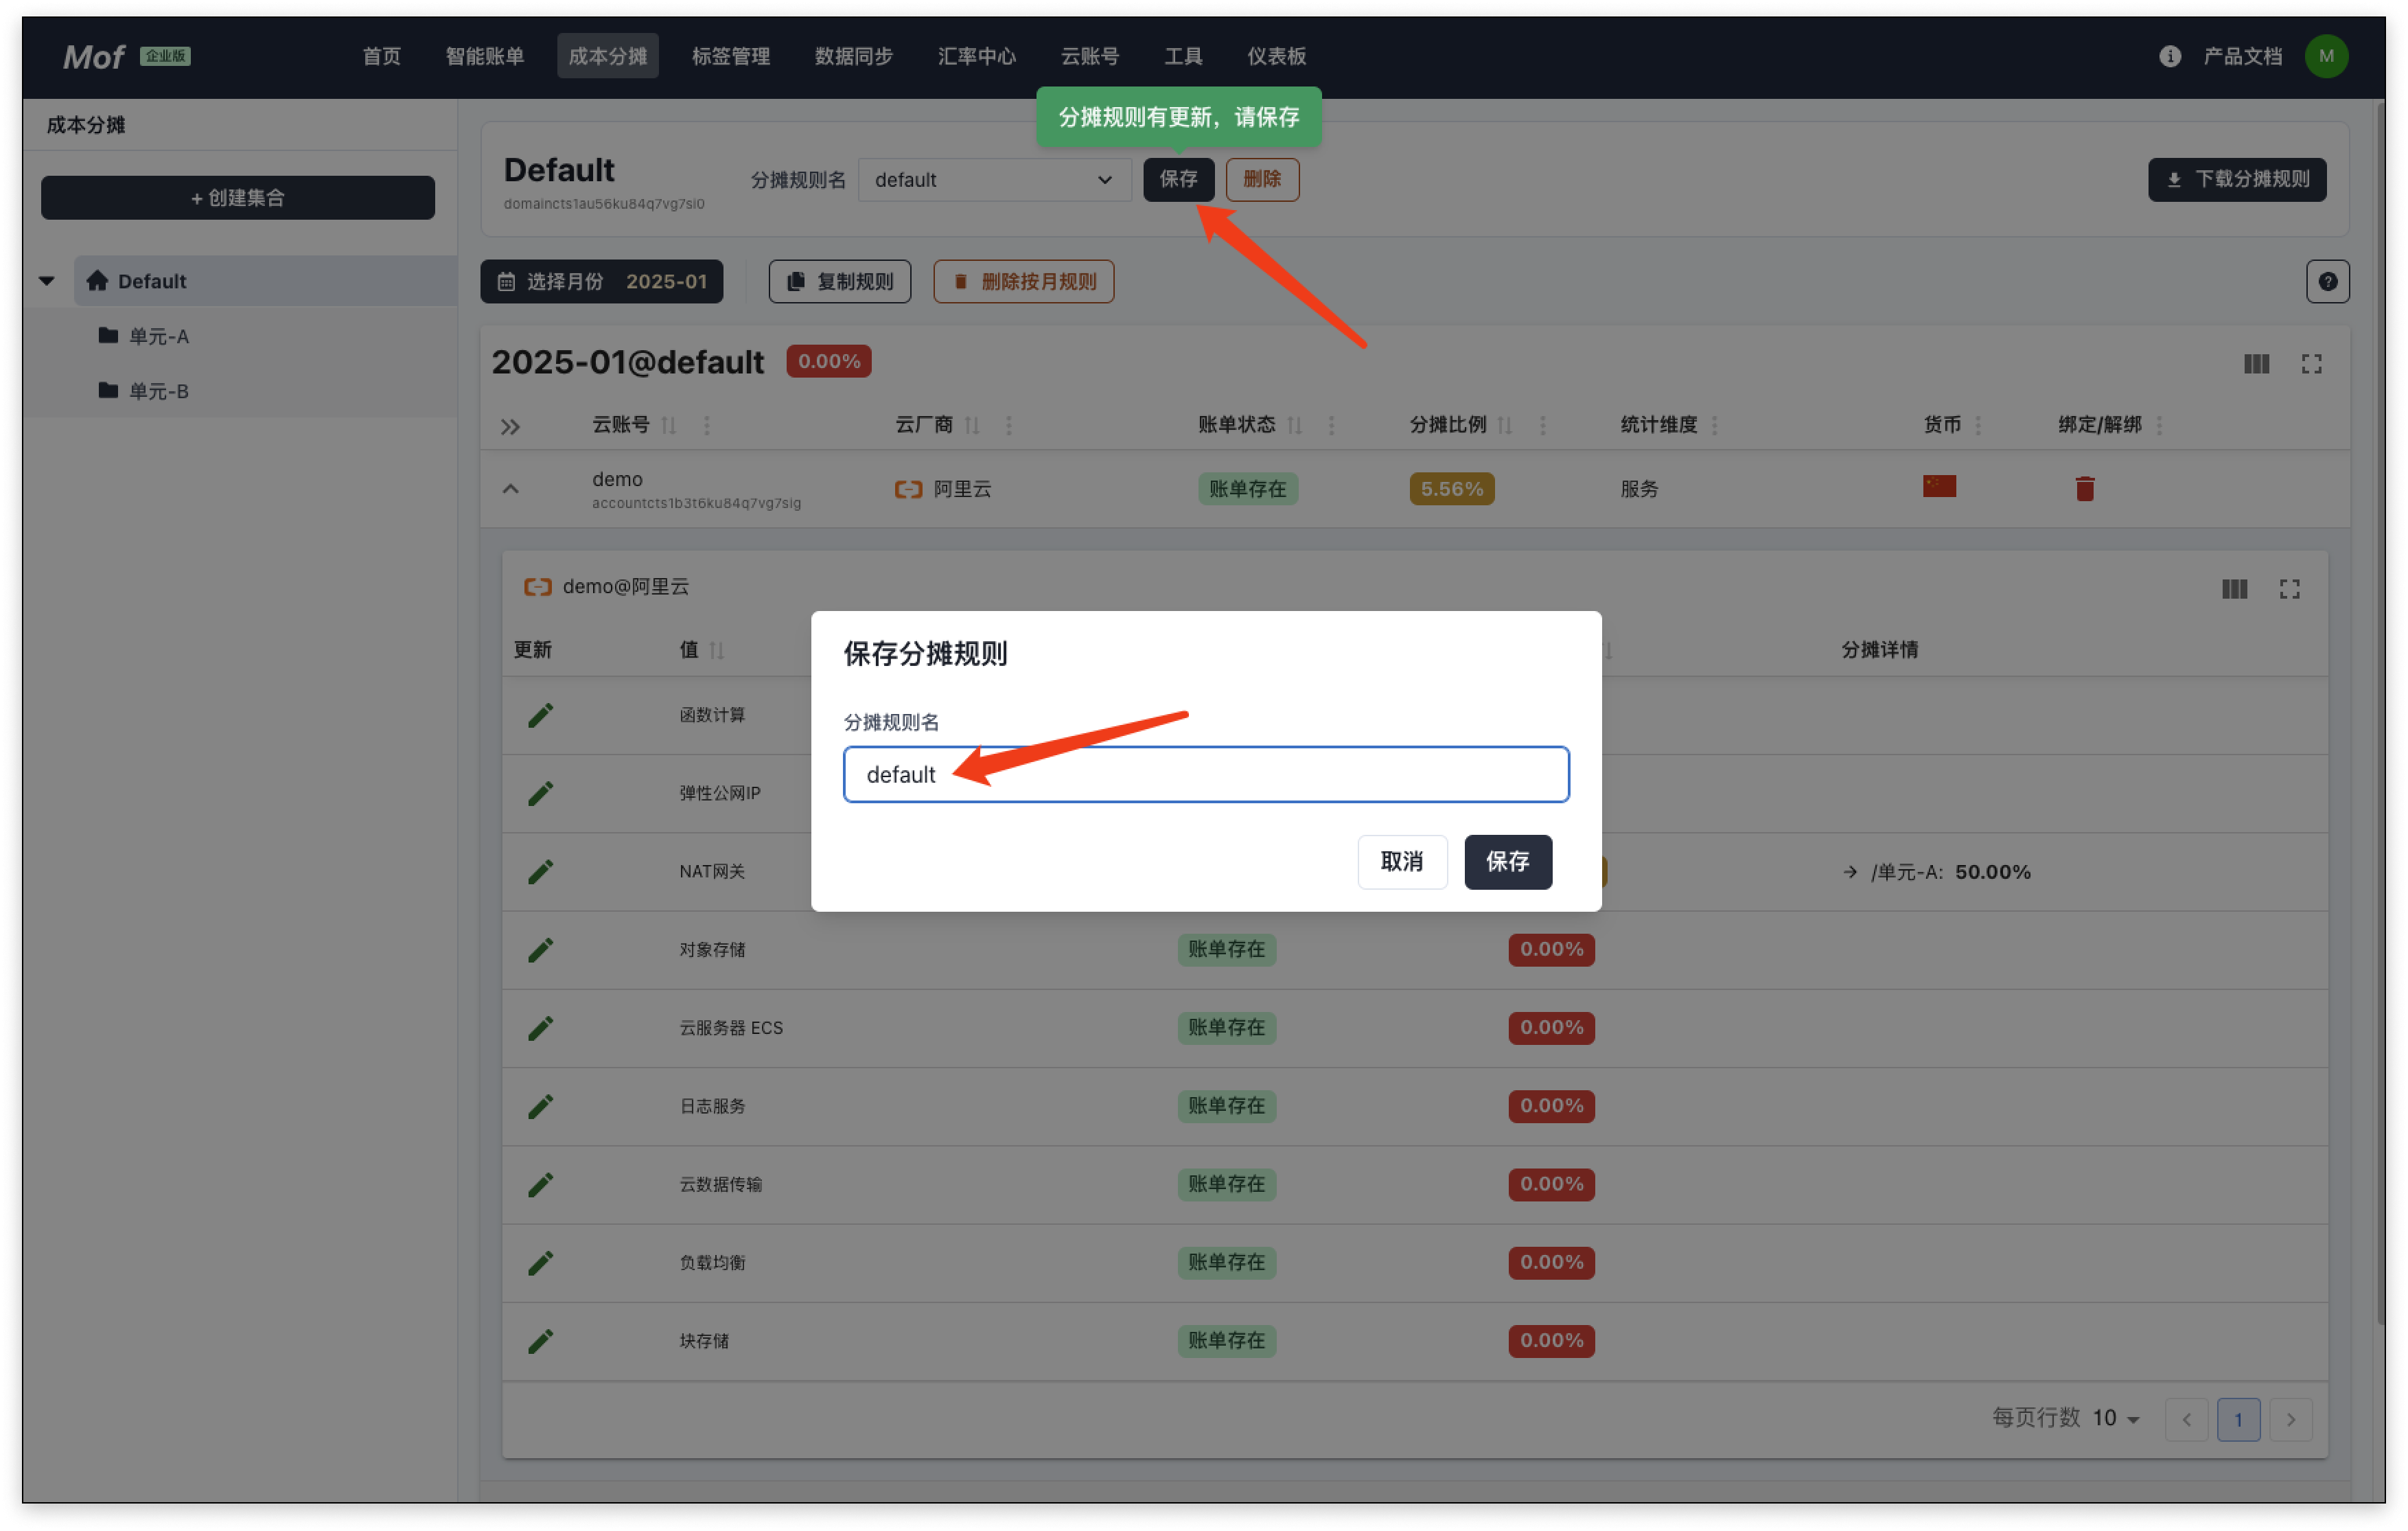 Mof 企业版 首页 智能账单 成本分摊 标签管理 数据同步 汇率中心 云账号 工具 仪表板 产品文档 M
分摊规则有更新，请保存
成本分摊
+ 创建集合
Default
单元-A
单元-B
Default
domaincts1au56ku84q7vg7si0
分摊规则名 default 保存 删除 下载分摊规则
选择月份 2025-01 复制规则 删除按月规则
2025-01@default 0.00%
云账号 云厂商 账单状态 分摊比例 统计维度 货币 绑定/解绑
demo
accountcts1b3t6ku84q7vg7sig
阿里云 账单存在 5.56% 服务
demo@阿里云
更新 值 分摊详情
函数计算
弹性公网IP
NAT网关 /单元-A: 50.00%
保存分摊规则
分摊规则名
default
取消 保存
对象存储 账单存在 0.00%
云服务器 ECS 账单存在 0.00%
日志服务 账单存在 0.00%
云数据传输 账单存在 0.00%
负载均衡 账单存在 0.00%
块存储 账单存在 0.00%
每页行数 10 1